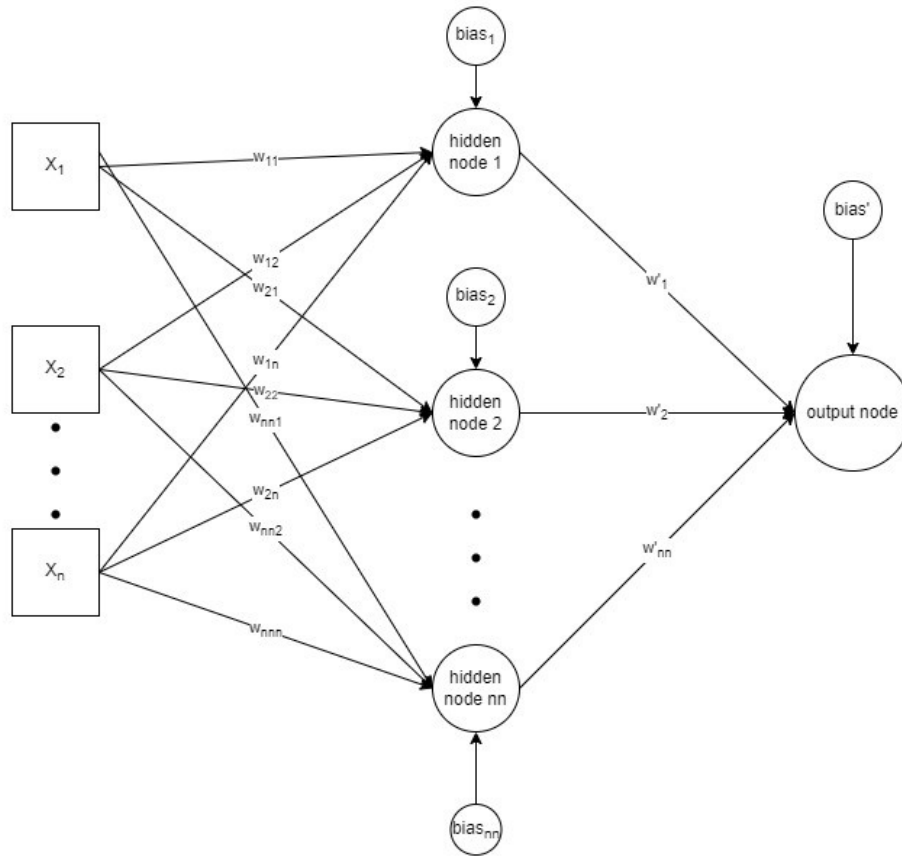 bias₁
X₁
w₁₁
hidden
node 1
bias'
w₁₂
w₂₁
bias₂
w'₁
X₂
w₁ₙ
w₂₂
wₙₙ₁
hidden
node 2
w'₂
output node
w₂ₙ
wₙₙ₂
w'ₙₙ
Xₙ
wₙₙₙ
hidden
node nn
biasₙₙ